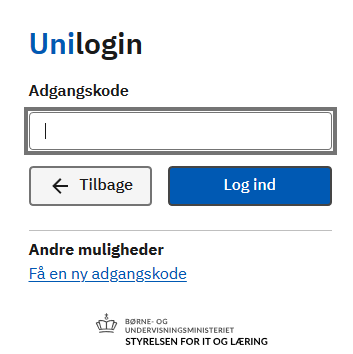 Unilogin
Adgangskode
Tilbage
Log ind
Andre muligheder
Få en ny adgangskode
BØRNE- OG
UNDERVISNINGSMINISTERIET
STYRELSEN FOR IT OG LÆRING